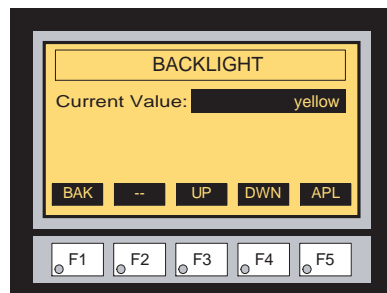 BACKLIGHT
Current Value: yellow
BAK -- UP DWN APL
F1 F2 F3 F4 F5